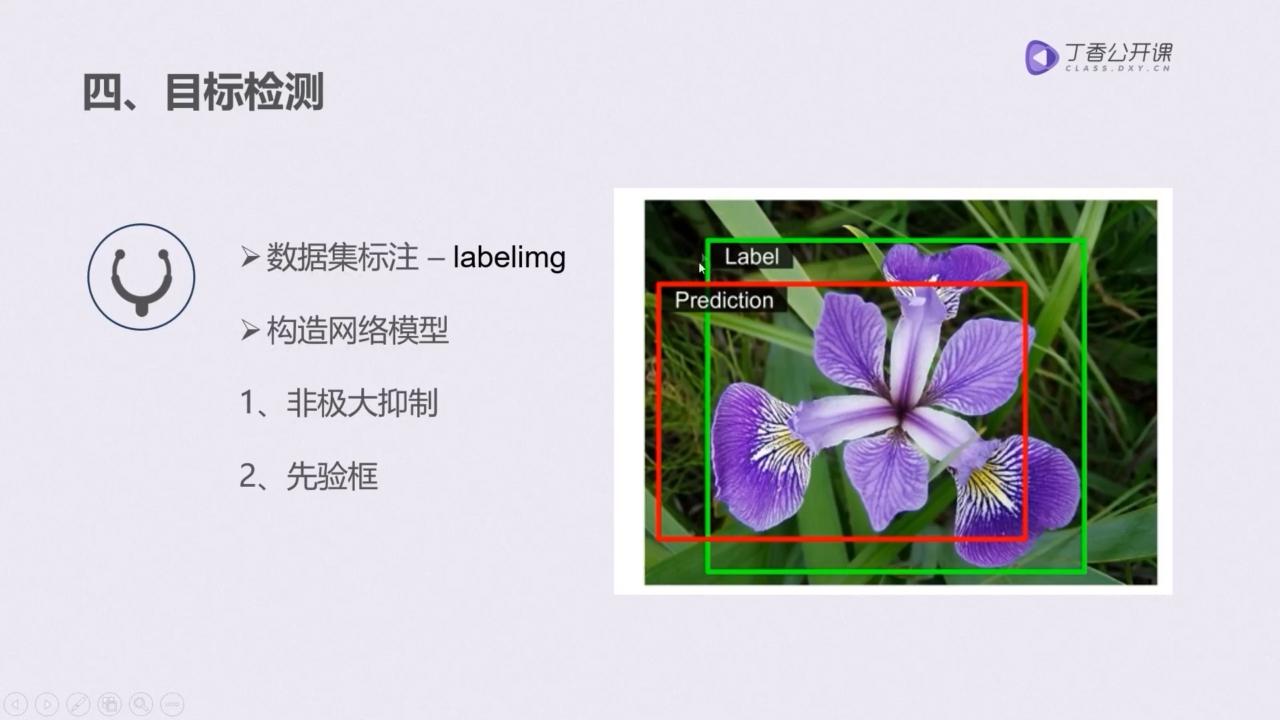 丁香公开课
CLASS.DXY.CN
四、目标检测
数据集标注 – labelimg
构造网络模型
1、非极大抑制
2、先验框
Label
Prediction